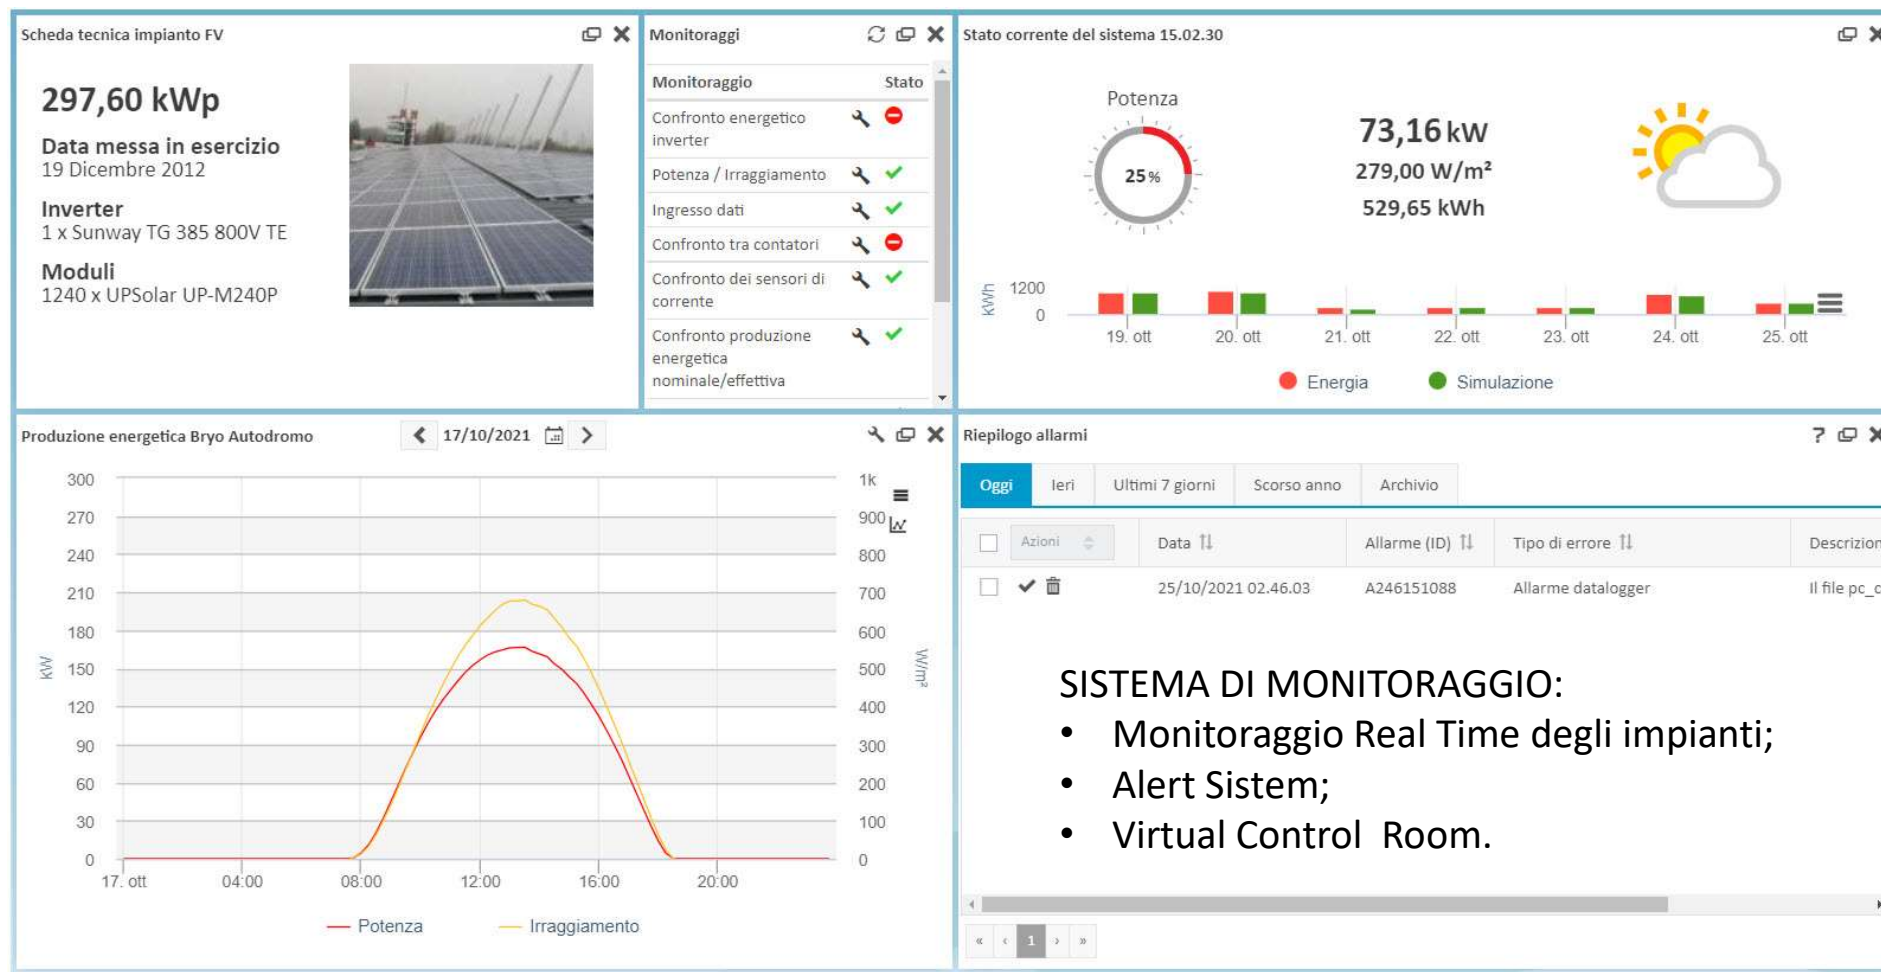 Scheda tecnica impianto FV
297,60 kWp
Data messa in esercizio
19 Dicembre 2012
Inverter
1 x Sunway TG 385 800V TE
Moduli
1240 x UPSolar UP-M240P
Monitoraggi
Monitoraggio Stato
Confronto energetico
inverter
Potenza / Irraggiamento
Ingresso dati
Confronto tra contatori
Confronto dei sensori di
corrente
Confronto produzione
energetica
nominale/effettiva
Stato corrente del sistema 15.02.30
Potenza
25 %
73,16 kW
279,00 W/m²
529,65 kWh
kWh
1200
0
19. ott 20. ott 21. ott 22. ott 23. ott 24. ott 25. ott
Energia Simulazione
Produzione energetica Bryo Autodromo 17/10/2021
300 1k
270 900
240 800
210 700
180 600
150 500
120 400
90 300
60 200
30 100
0 0
kW
W/m²
17. ott 04:00 08:00 12:00 16:00 20:00
Potenza Irraggiamento
Riepilogo allarmi ?
Oggi Ieri Ultimi 7 giorni Scorso anno Archivio
Azioni Data Allarme (ID) Tipo di errore Descrizion
25/10/2021 02.46.03 A246151088 Allarme datalogger Il file pc_c
SISTEMA DI MONITORAGGIO:
• Monitoraggio Real Time degli impianti;
• Alert Sistem;
• Virtual Control Room.
« ‹ 1 › »